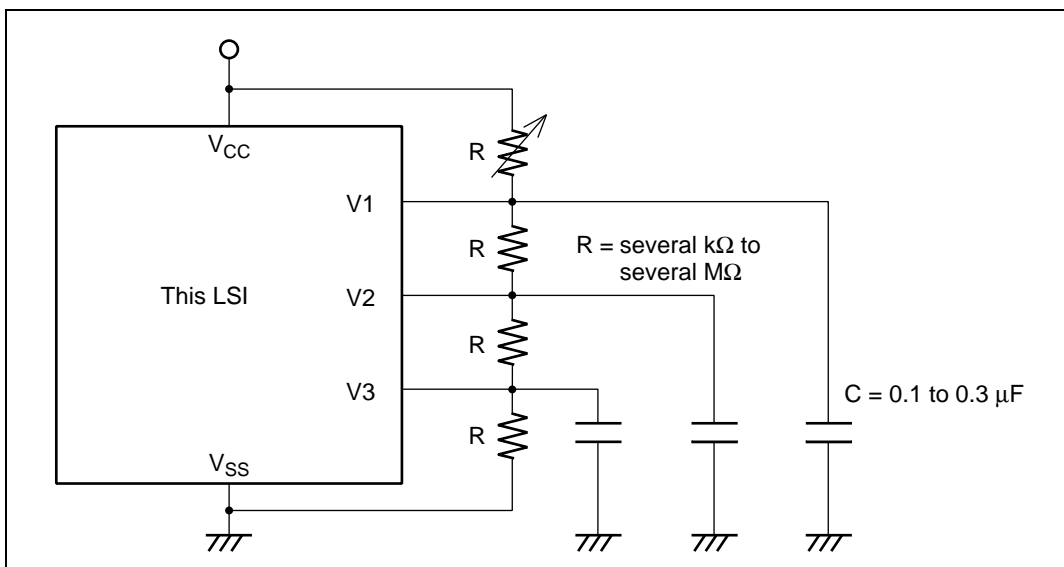 V_CC
R
V1
R
R = several kΩ to
several MΩ
This LSI
V2
R
V3
C = 0.1 to 0.3 μF
R
V_SS